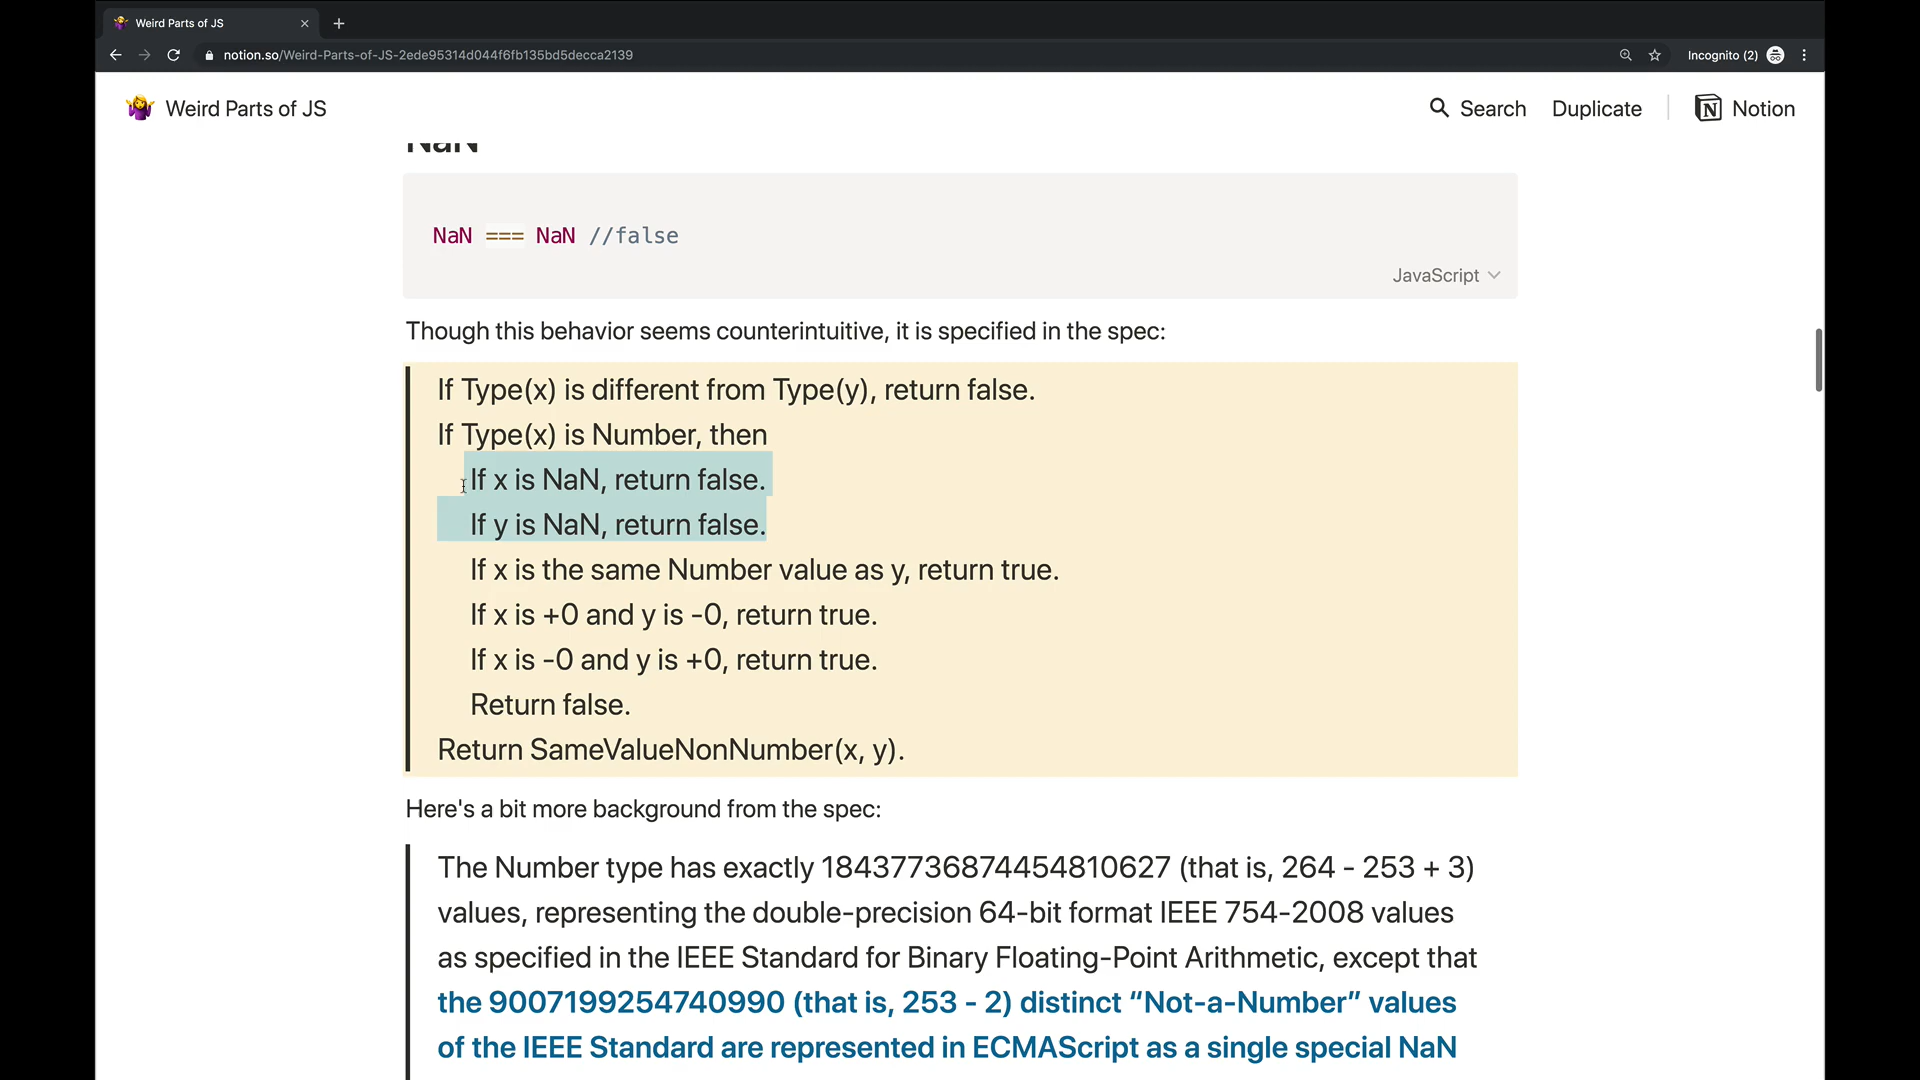 Weird Parts of JS
notion.so/Weird-Parts-of-JS-2ede95314d044f6fb135bd5decca2139
Incognito (2)
Weird Parts of JS
Search
Duplicate
Notion
NaN
NaN === NaN //false
JavaScript
Though this behavior seems counterintuitive, it is specified in the spec:
If Type(x) is different from Type(y), return false.
If Type(x) is Number, then
If x is NaN, return false.
If y is NaN, return false.
If x is the same Number value as y, return true.
If x is +0 and y is -0, return true.
If x is -0 and y is +0, return true.
Return false.
Return SameValueNonNumber(x, y).
Here's a bit more background from the spec:
The Number type has exactly 18437736874454810627 (that is, 264 - 253 + 3)
values, representing the double-precision 64-bit format IEEE 754-2008 values
as specified in the IEEE Standard for Binary Floating-Point Arithmetic, except that
the 9007199254740990 (that is, 253 - 2) distinct “Not-a-Number” values
of the IEEE Standard are represented in ECMAScript as a single special NaN